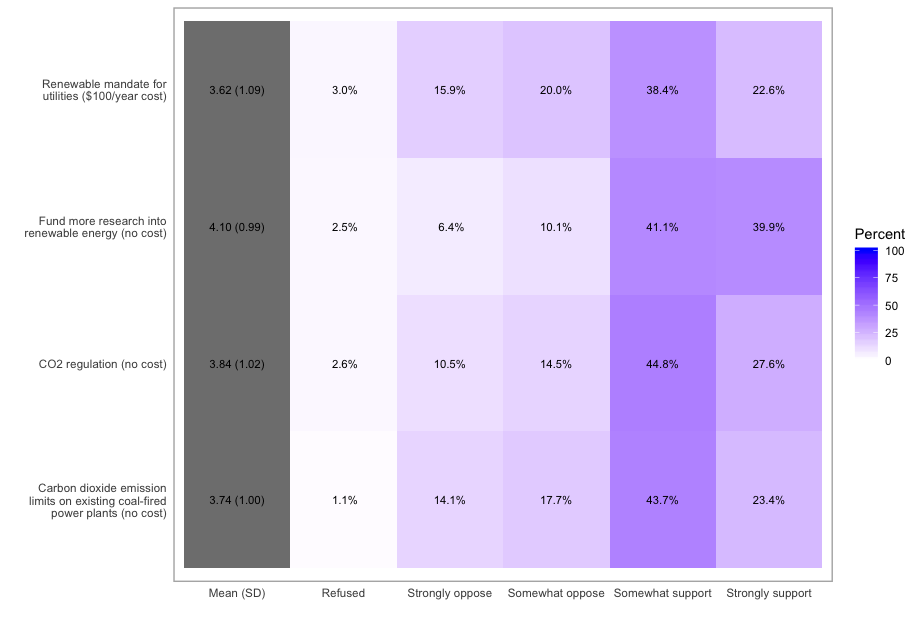 Renewable mandate for
utilities ($100/year cost)
3.62 (1.09)
3.0%
15.9%
20.0%
38.4%
22.6%
Fund more research into
renewable energy (no cost)
4.10 (0.99)
2.5%
6.4%
10.1%
41.1%
39.9%
CO2 regulation (no cost)
3.84 (1.02)
2.6%
10.5%
14.5%
44.8%
27.6%
Carbon dioxide emission
limits on existing coal-fired
power plants (no cost)
3.74 (1.00)
1.1%
14.1%
17.7%
43.7%
23.4%
Mean (SD)
Refused
Strongly oppose
Somewhat oppose
Somewhat support
Strongly support
Percent
100
75
50
25
0